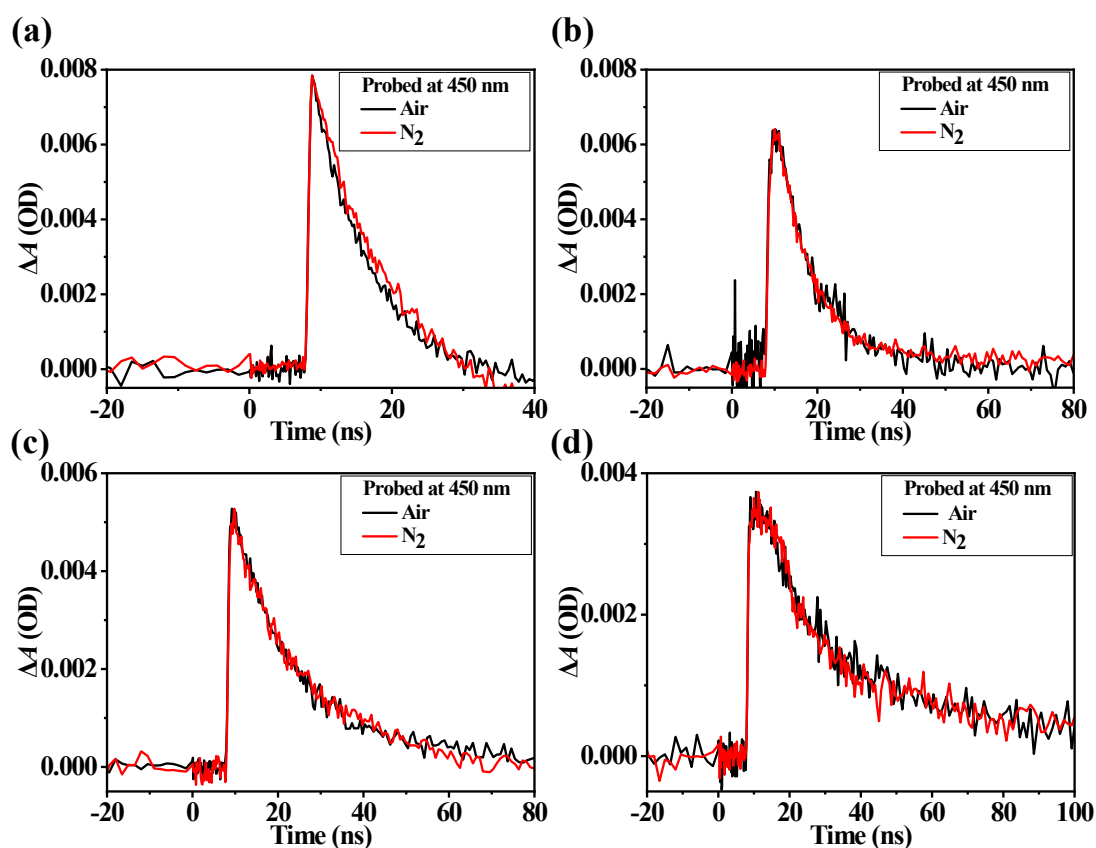 (a)
0.008
0.006
0.004
0.002
0.000
ΔA (OD)
Probed at 450 nm
Air
N2
-20 0 20 40
Time (ns)
(b)
0.008
0.006
0.004
0.002
0.000
ΔA (OD)
Probed at 450 nm
Air
N2
-20 0 20 40 60 80
Time (ns)
(c)
0.006
0.004
0.002
0.000
ΔA (OD)
Probed at 450 nm
Air
N2
-20 0 20 40 60 80
Time (ns)
(d)
0.004
0.002
0.000
ΔA (OD)
Probed at 450 nm
Air
N2
-20 0 20 40 60 80 100
Time (ns)